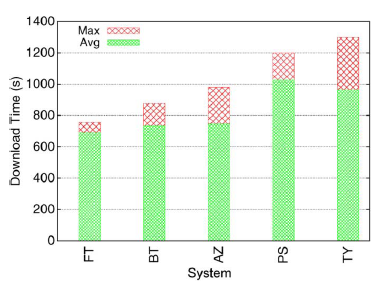 Max
Avg
1400
1200
1000
800
600
400
200
0
Download Time (s)
FT
BT
AZ
PS
TY
System